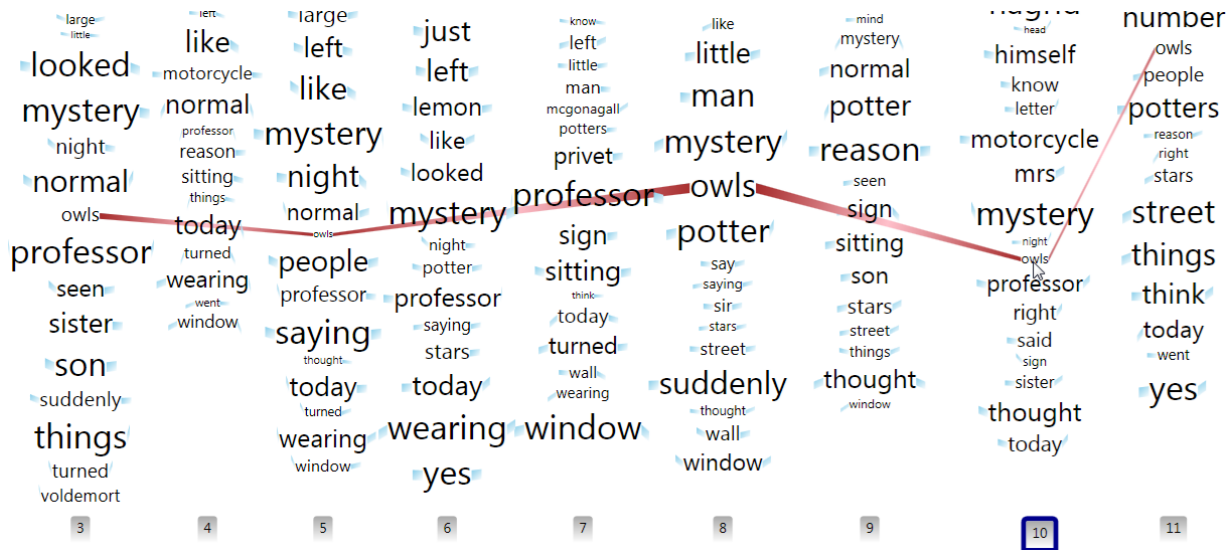 large
little
looked
mystery
night
normal
owls
professor
seen
sister
son
suddenly
things
turned
voldemort
3
left
like
motorcycle
normal
professor
reason
sitting
things
today
turned
wearing
went
window
4
large
left
like
mystery
night
normal
owls
people
professor
saying
thought
today
turned
wearing
window
5
just
left
lemon
like
looked
mystery
night
potter
professor
saying
stars
today
wearing
yes
6
know
left
little
man
mcgonagall
potters
privet
professor
sign
sitting
think
today
turned
wall
wearing
window
7
like
little
man
mystery
owls
potter
say
saying
sir
stars
street
suddenly
thought
wall
window
8
mind
mystery
normal
potter
reason
seen
sign
sitting
son
stars
street
things
thought
window
9
hagrid
head
himself
know
letter
motorcycle
mrs
mystery
night
owls
professor
right
said
sign
sister
thought
today
10
number
owls
people
potters
reason
right
stars
street
things
think
today
went
yes
11